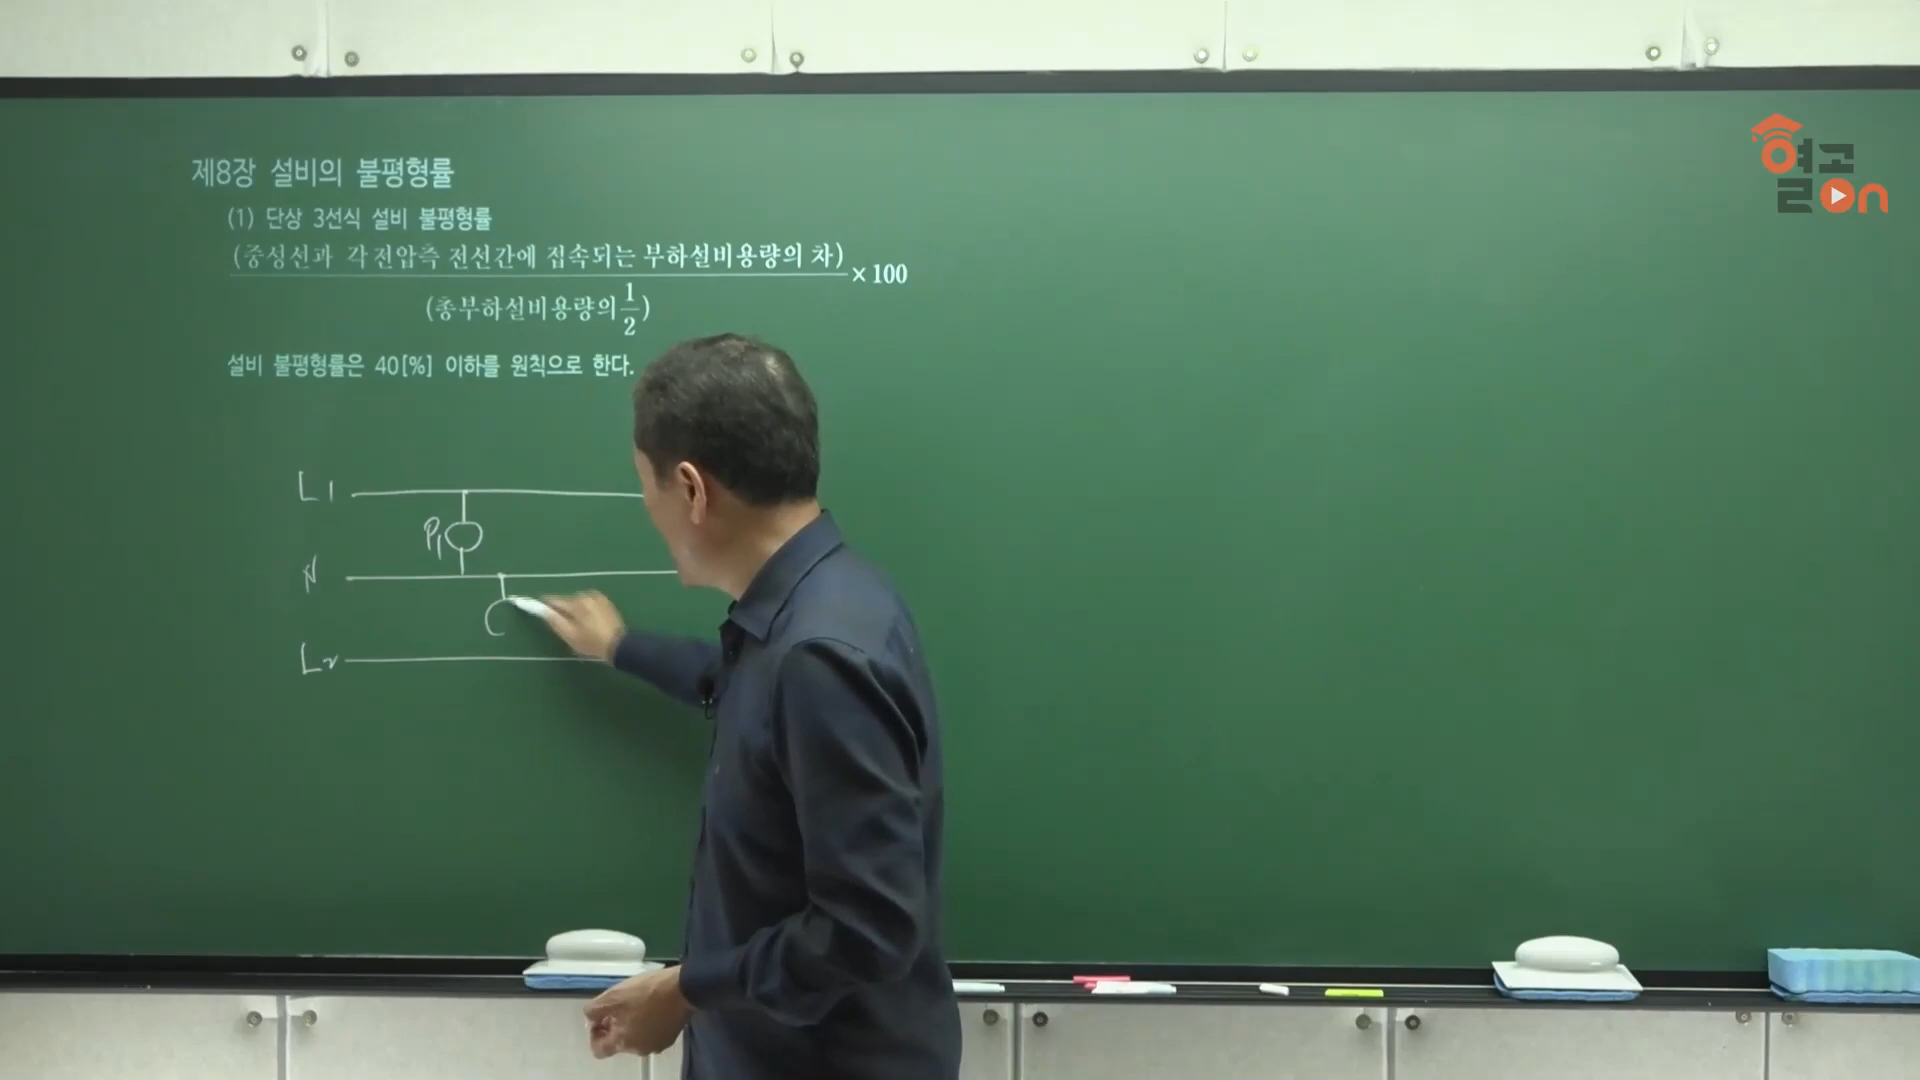 열공
On
제8장 설비의 불평형률
(1) 단상 3선식 설비 불평형률
(중성선과 각 전압측 전선간에 접속되는 부하설비용량의 차)
×100
(총부하설비용량의 1/2)
설비 불평형률은 40[%] 이하를 원칙으로 한다.
L1
P1
N
L2